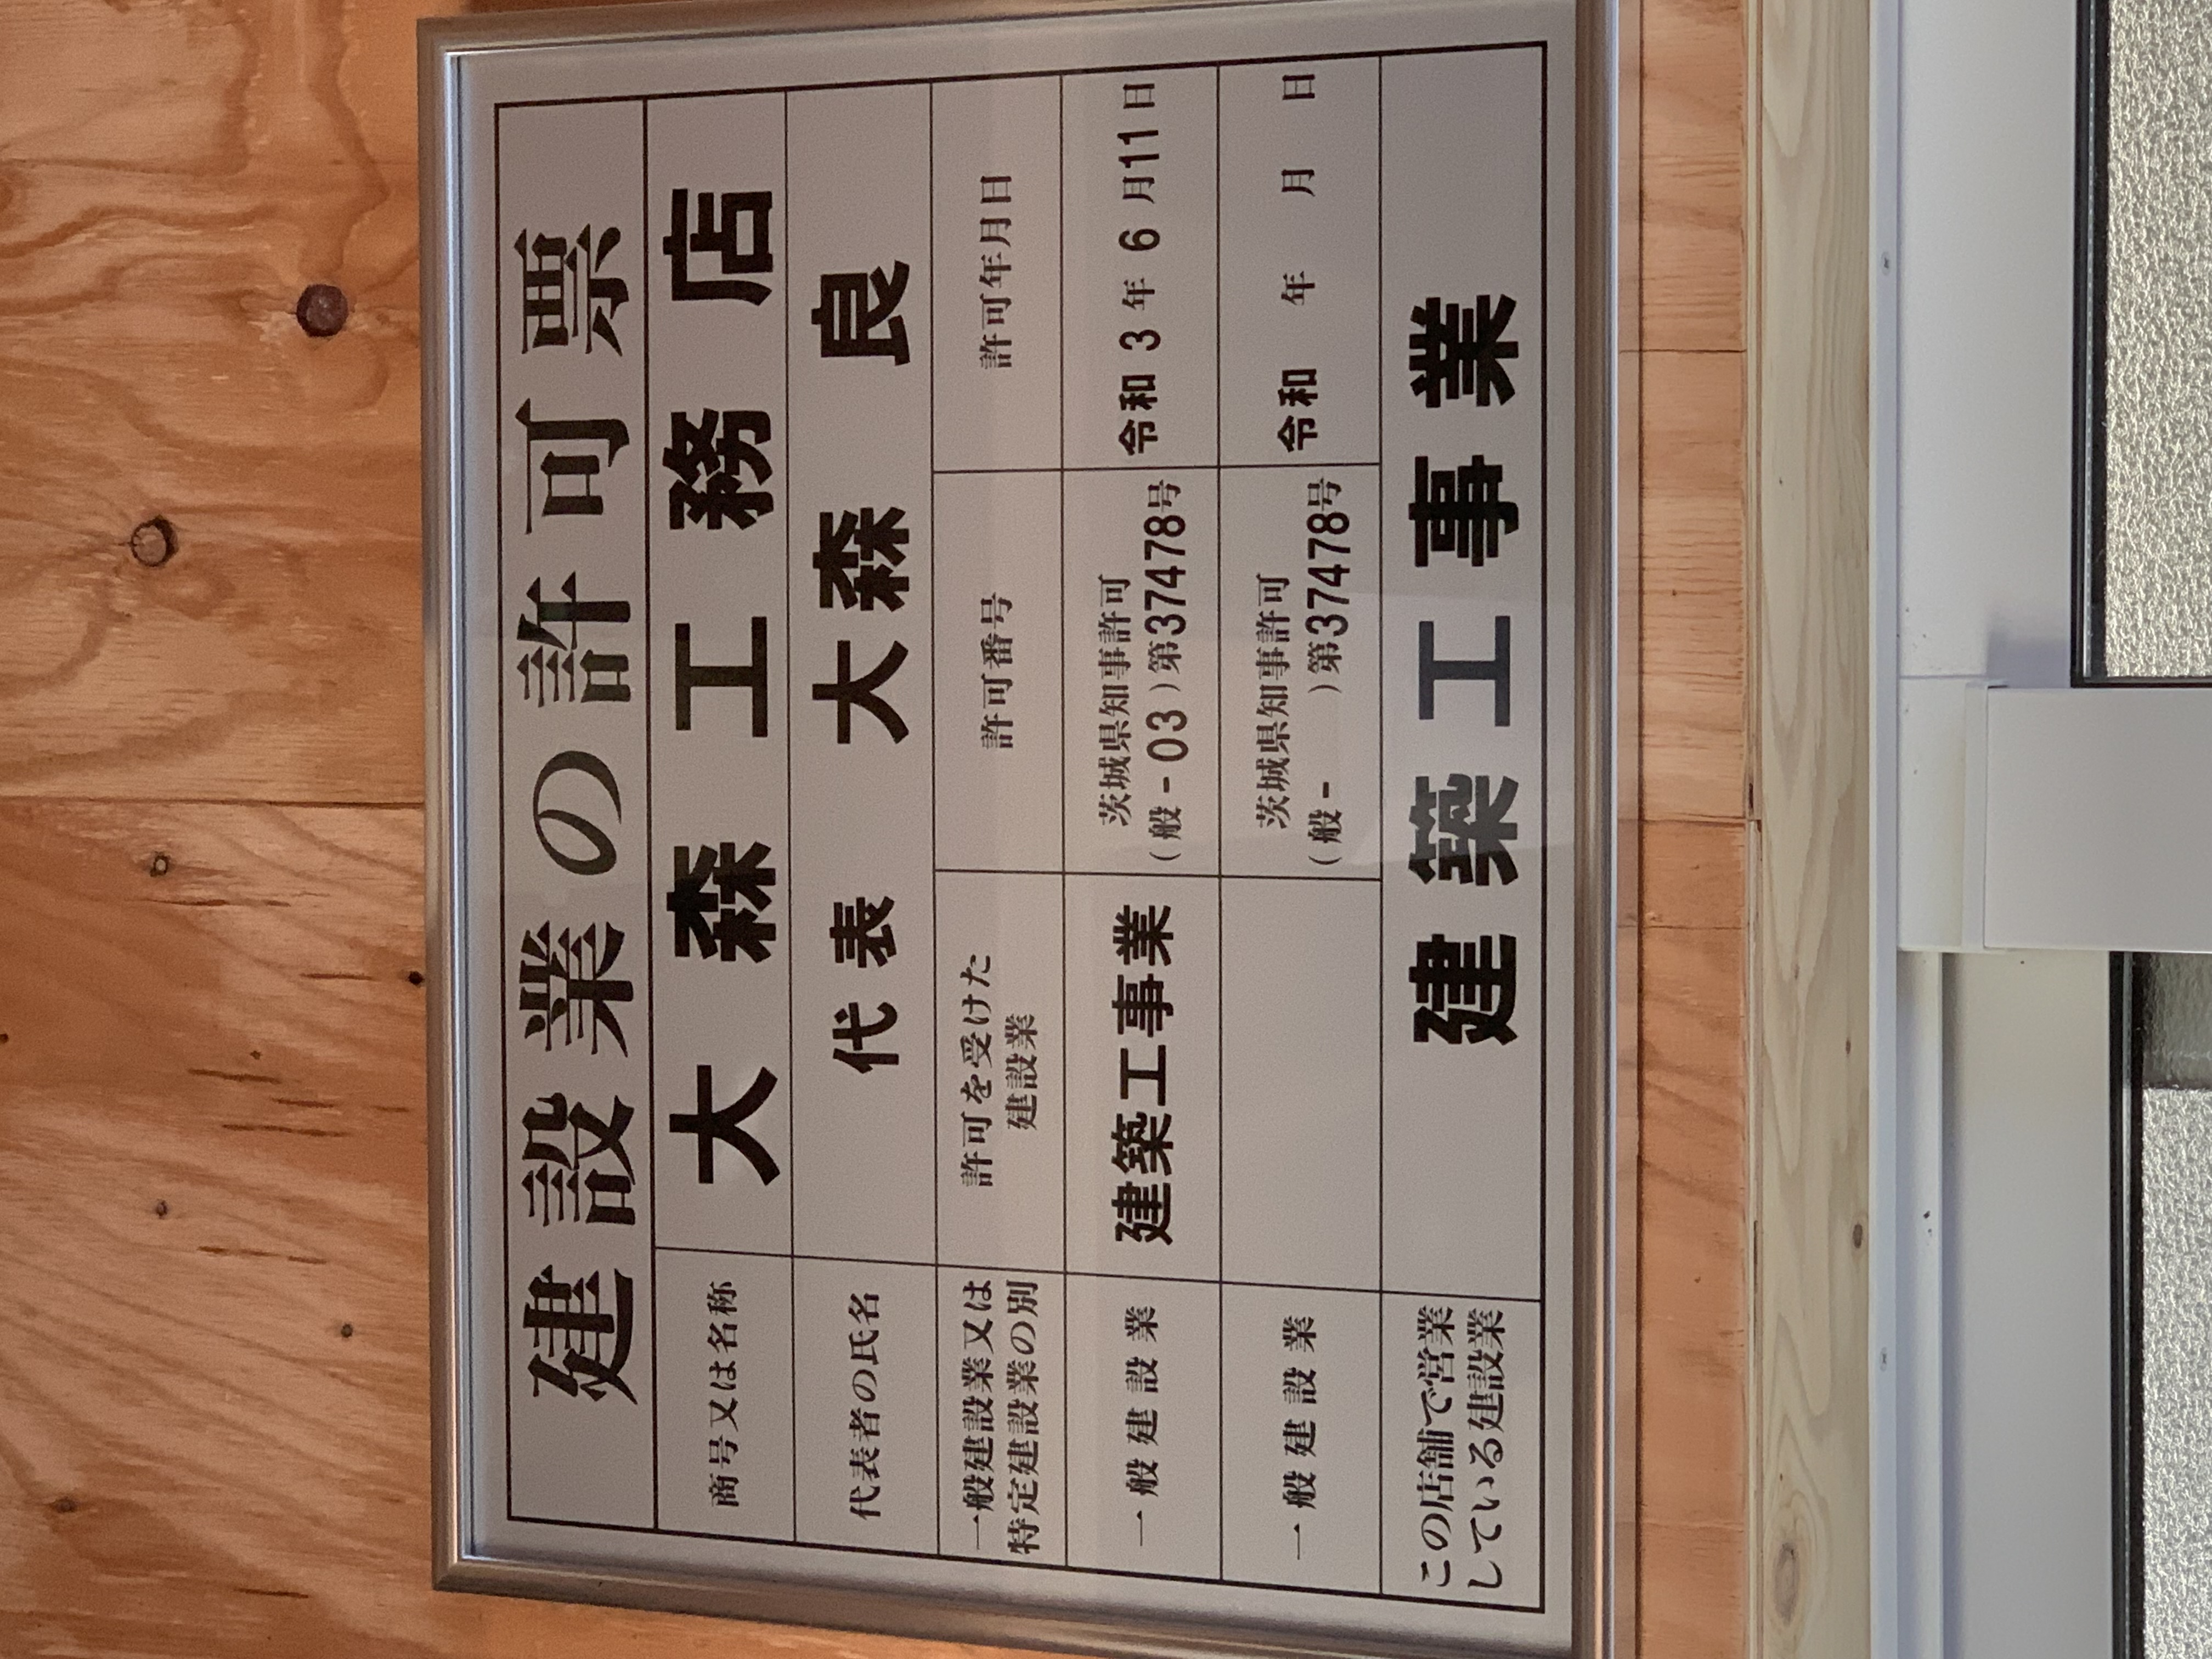 建設業の許可票
商号又は名称 大森工務店
代表者の氏名 代表 大森 良
一般建設業又は
特定建設業の別
許可を受けた
建設業
許可番号
許可年月日
一般建設業
建築工事業
茨城県知事許可
(般-03)第37478号
令和3年6月11日
一般建設業
茨城県知事許可
(般- )第37478号
令和 年 月 日
この店舗で営業
している建設業
建築工事業